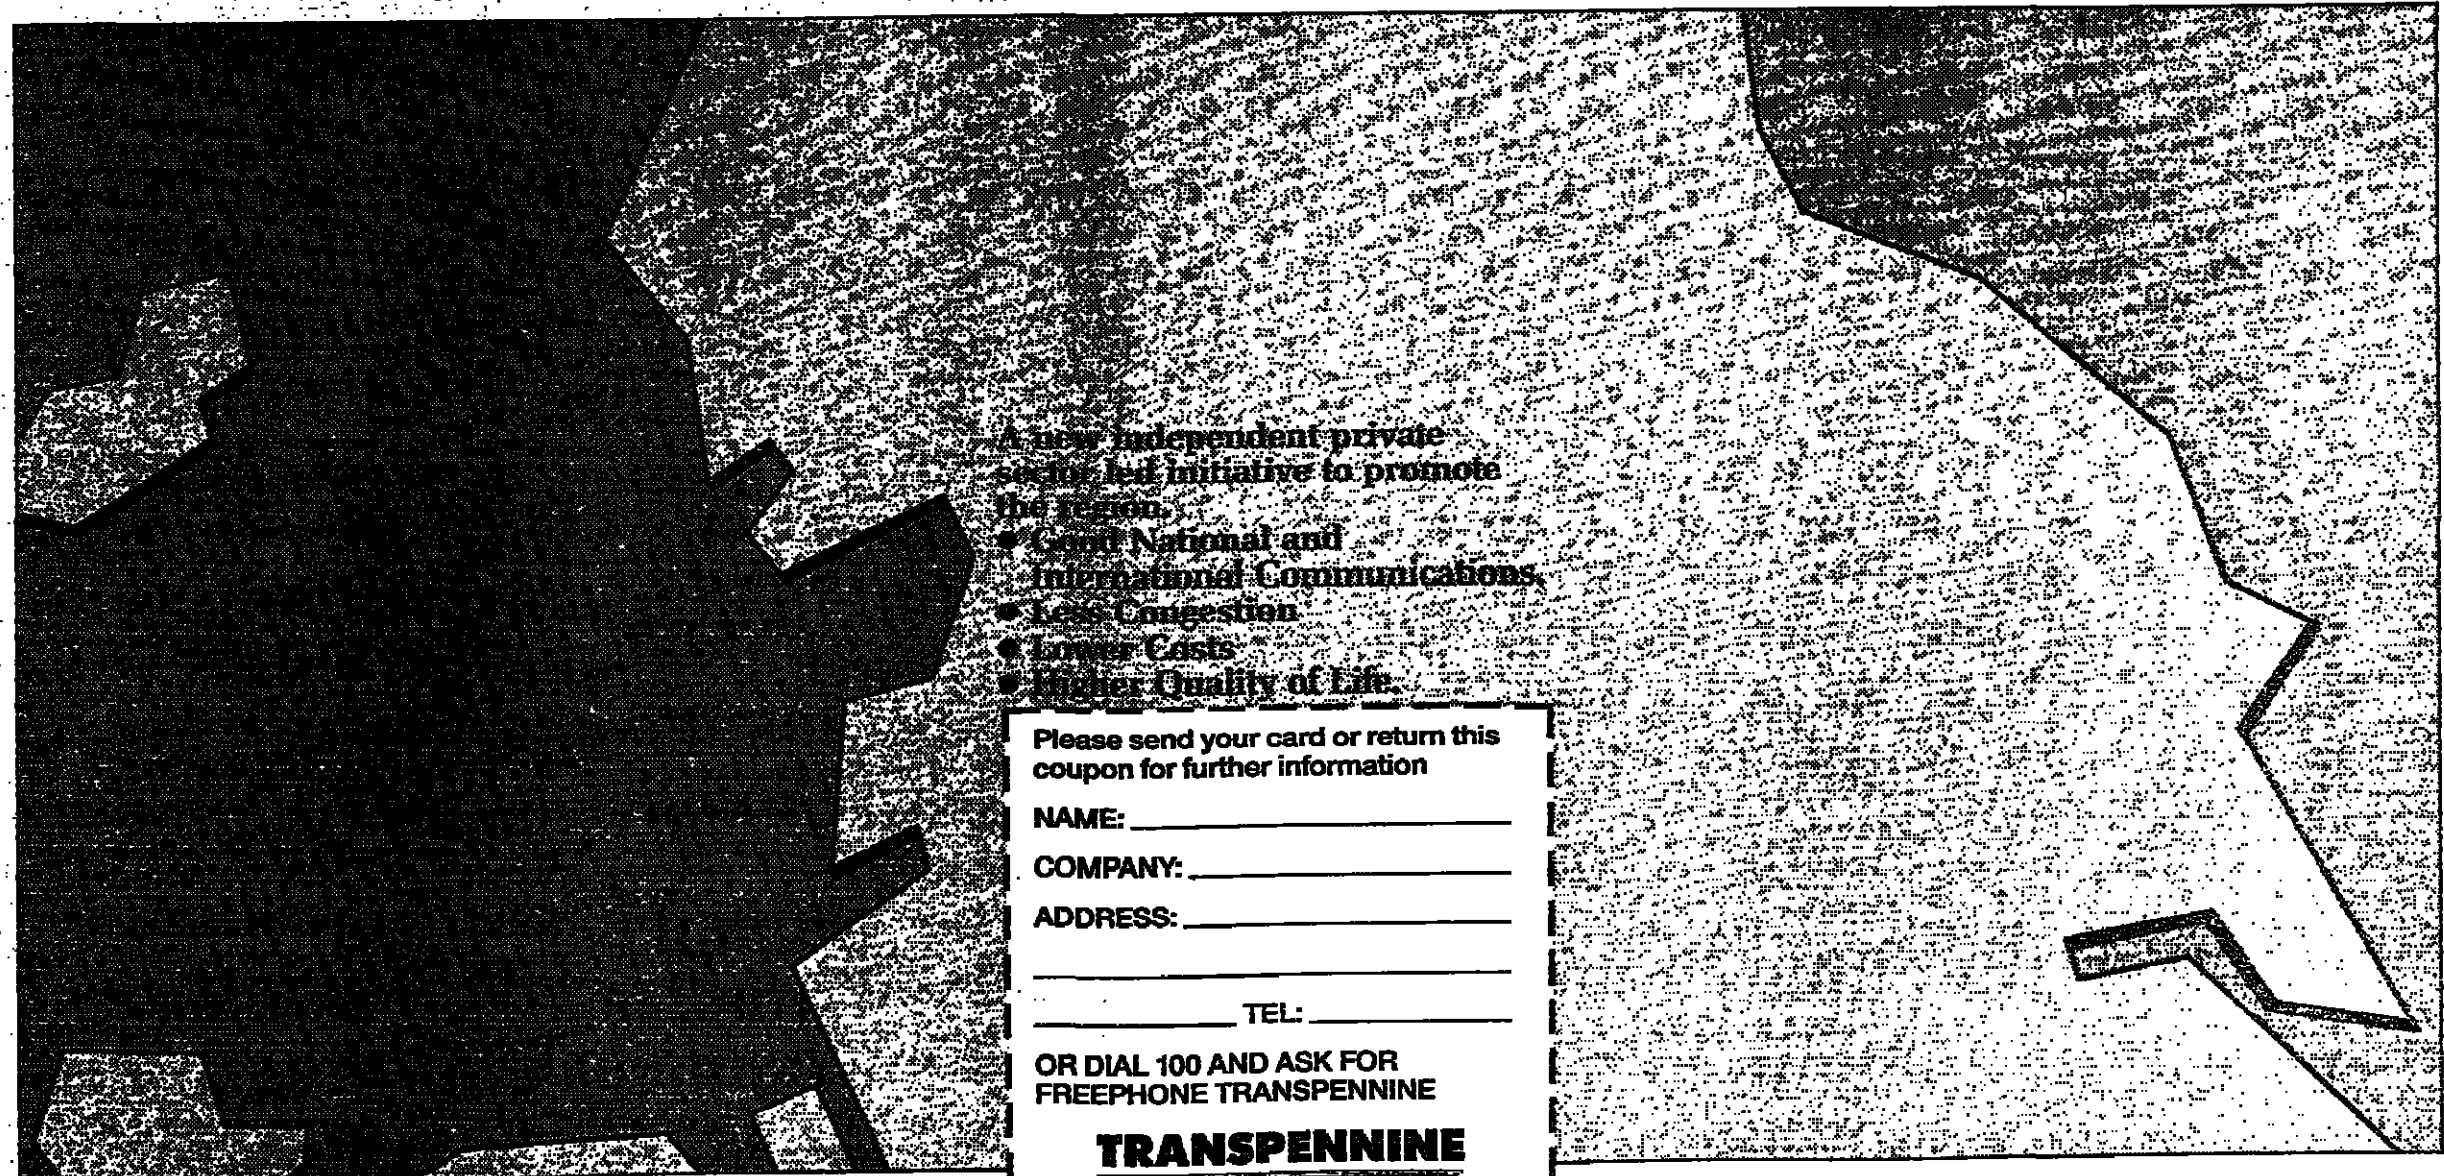 A new independent private
sector led initiative to promote
the region.
• Good National and
International Communications.
• Less Congestion
• Lower Costs
• Higher Quality of Life.
Please send your card or return this
coupon for further information
NAME:
COMPANY:
ADDRESS:
TEL:
OR DIAL 100 AND ASK FOR
FREEPHONE TRANSPENNINE
TRANSPENNINE